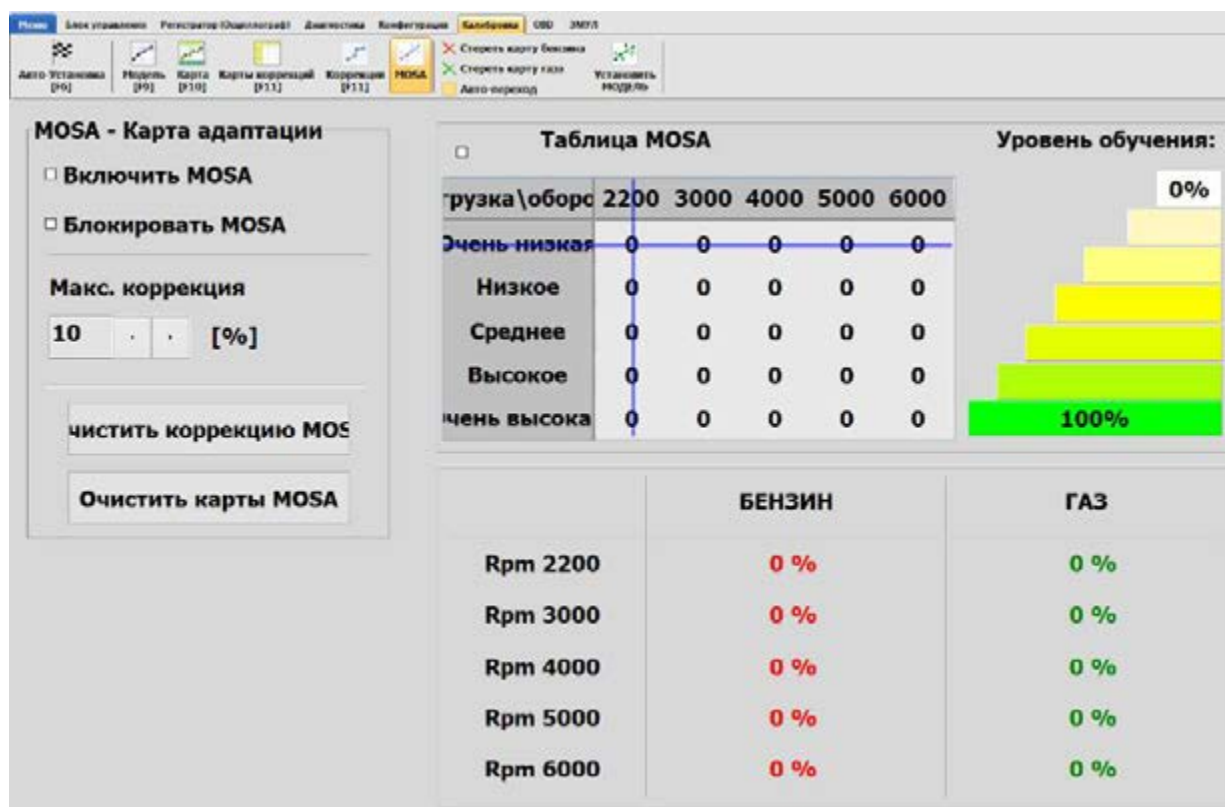 Меню Блок управления Регистратор (Осциллограф) Диагностика Конфигурация Калибровка OBD ЭМУЛ
Авто Установка [F6]
Модель [F9]
Карта [F10]
Карты коррекций [F11]
Коррекции [F11]
MOSA
Стереть карту бензина
Стереть карту газа
Авто-переход
Установить МОДЕЛЬ
MOSA - Карта адаптации
Включить MOSA
Блокировать MOSA
Макс. коррекция
10 [%]
чистить коррекцию MOS
Очистить карты MOSA
Таблица MOSA
грузка\оборо 2200 3000 4000 5000 6000
Очень низкая 0 0 0 0 0
Низкое 0 0 0 0 0
Среднее 0 0 0 0 0
Высокое 0 0 0 0 0
чень высока 0 0 0 0 0
Уровень обучения:
0%
100%
БЕНЗИН ГАЗ
Rpm 2200 0 % 0 %
Rpm 3000 0 % 0 %
Rpm 4000 0 % 0 %
Rpm 5000 0 % 0 %
Rpm 6000 0 % 0 %